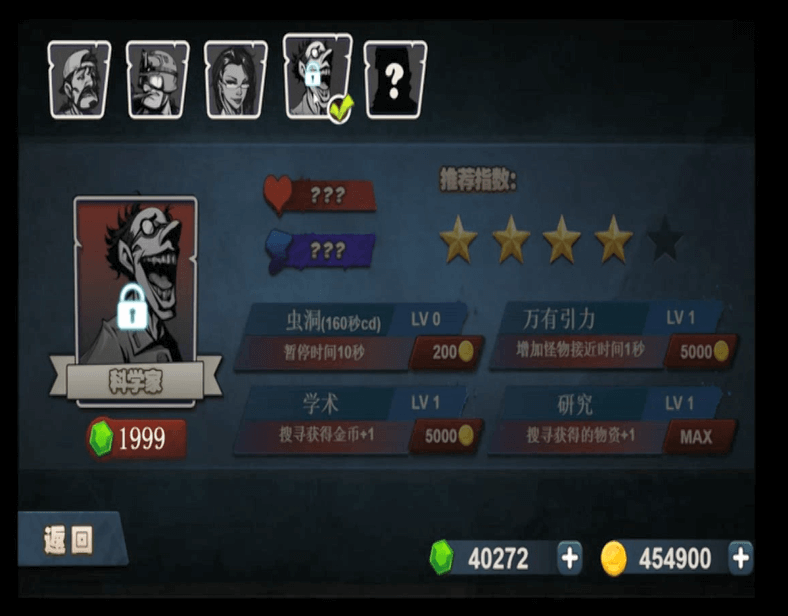 ?
推荐指数:
???
???
虫洞(160秒cd) LV 0
暂停时间10秒 200
万有引力 LV 1
增加怪物接近时间1秒 5000
科学家
1999
学术 LV 1
搜寻获得金币+1 5000
研究 LV 1
搜寻获得的物资+1 MAX
返回
40272 +
454900 +